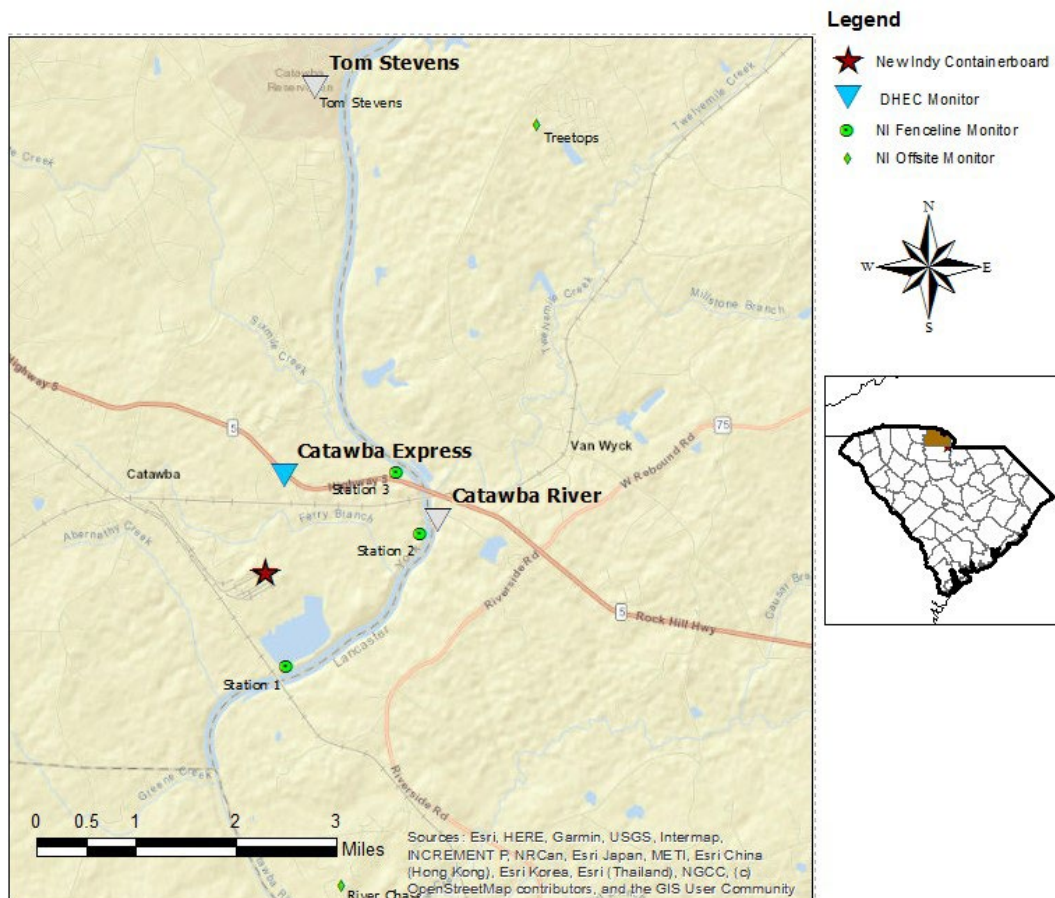 Legend
New Indy Containerboard
DHEC Monitor
NI Fenceline Monitor
NI Offsite Monitor
N
W
E
S
Tom Stevens
Catawba
Tom Stevens
Treetops
Twelvemile Creek
Twelvemile Creek
Millstone Branch
Sixmile Creek
Highway 5
5
75
Van Wyck
W Rebound Rd
Catawba Express
Catawba
Highway 5
Station 3
Catawba River
Ferry Branch
Abernathy Creek
Station 2
York
Riverside Rd
5
Rock Hill Hwy
Lancaster
Station 1
Greene Creek
Riverside Rd
0 0.5 1 2 3
Miles
River Chase
Sources: Esri, HERE, Garmin, USGS, Intermap,
INCREMENT P, NRCan, Esri Japan, METI, Esri China
(Hong Kong), Esri Korea, Esri (Thailand), NGCC, (c)
OpenStreetMap contributors, and the GIS User Community